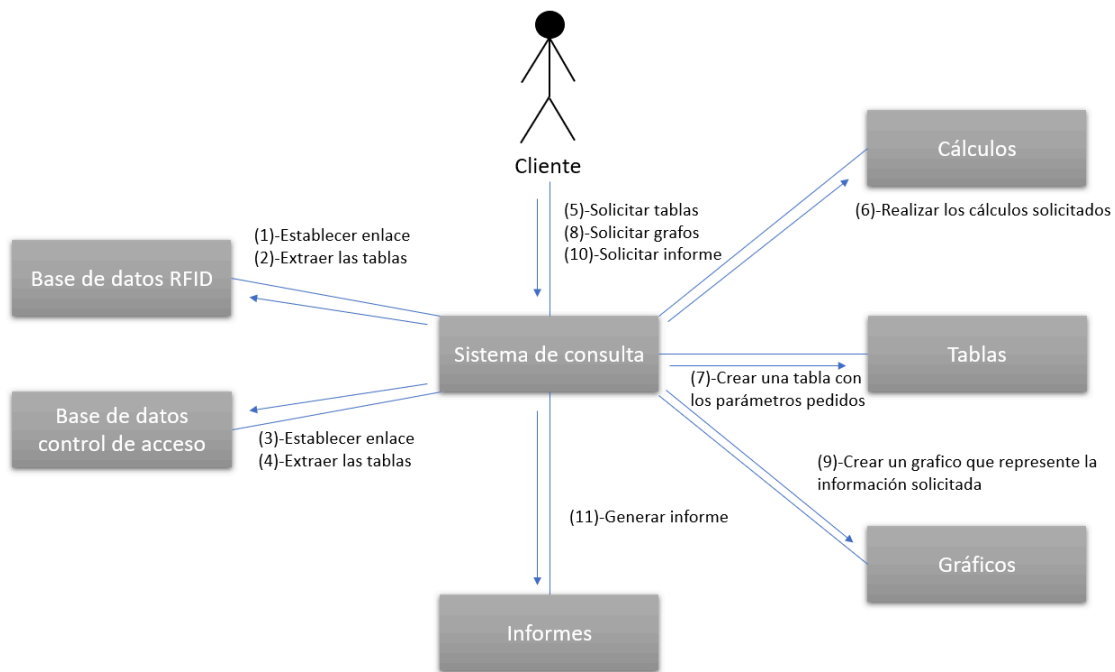 Cliente
Cálculos
(5)-Solicitar tablas
(8)-Solicitar grafos
(10)-Solicitar informe
(6)-Realizar los cálculos solicitados
(1)-Establecer enlace
(2)-Extraer las tablas
Base de datos RFID
Sistema de consulta
Tablas
(7)-Crear una tabla con
los parámetros pedidos
Base de datos
control de acceso
(3)-Establecer enlace
(4)-Extraer las tablas
(9)-Crear un grafico que represente la
información solicitada
(11)-Generar informe
Gráficos
Informes